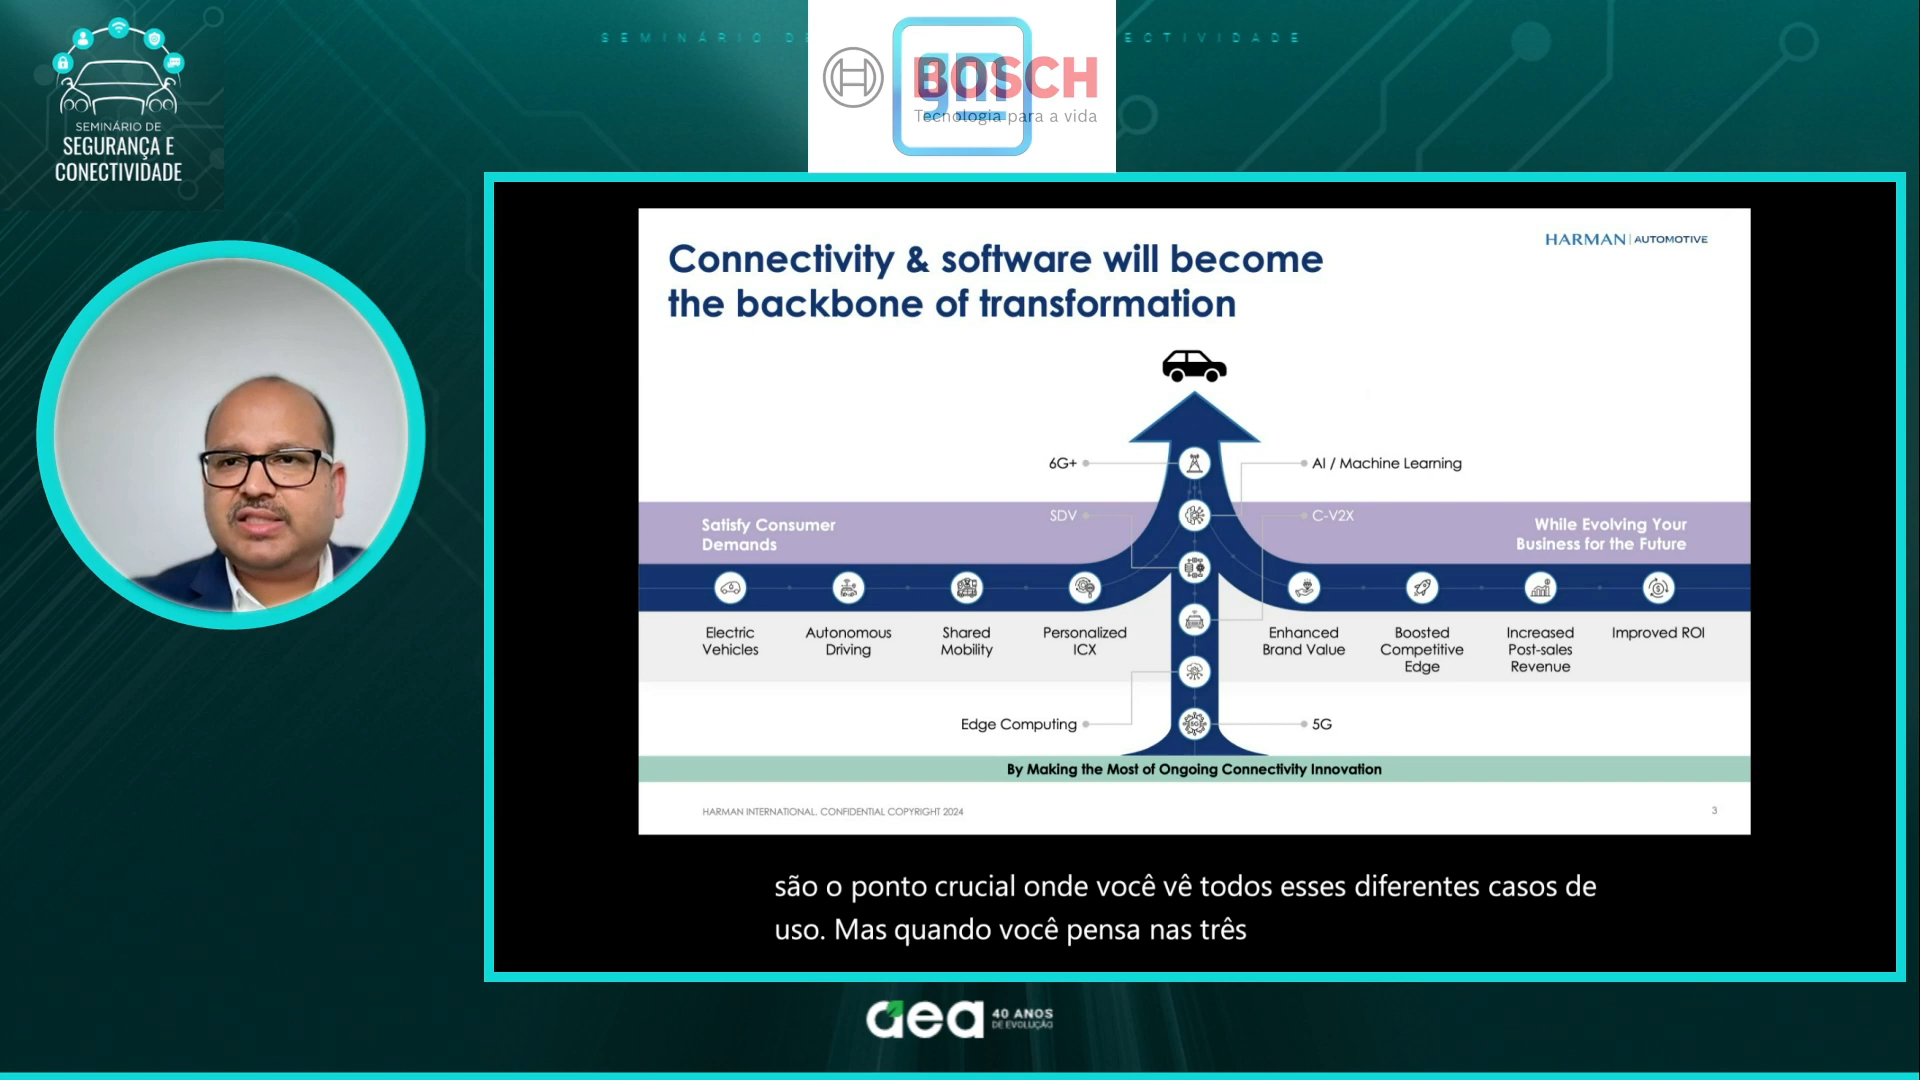 SEMINÁRIO DE
SEGURANÇA E
CONECTIVIDADE
SEMINÁRIO
ECTIVIDADE
gm
BOSCH
Tecnologia para a vida
HARMAN | AUTOMOTIVE
Connectivity & software will become
the backbone of transformation
6G+
AI / Machine Learning
SDV
C-V2X
Satisfy Consumer
Demands
While Evolving Your
Business for the Future
Electric
Vehicles
Autonomous
Driving
Shared
Mobility
Personalized
ICX
Enhanced
Brand Value
Boosted
Competitive
Edge
Increased
Post-sales
Revenue
Improved ROI
Edge Computing
5G
By Making the Most of Ongoing Connectivity Innovation
HARMAN INTERNATIONAL. CONFIDENTIAL COPYRIGHT 2024
3
são o ponto crucial onde você vê todos esses diferentes casos de
uso. Mas quando você pensa nas três
aea
40 ANOS
DE EVOLUÇÃO